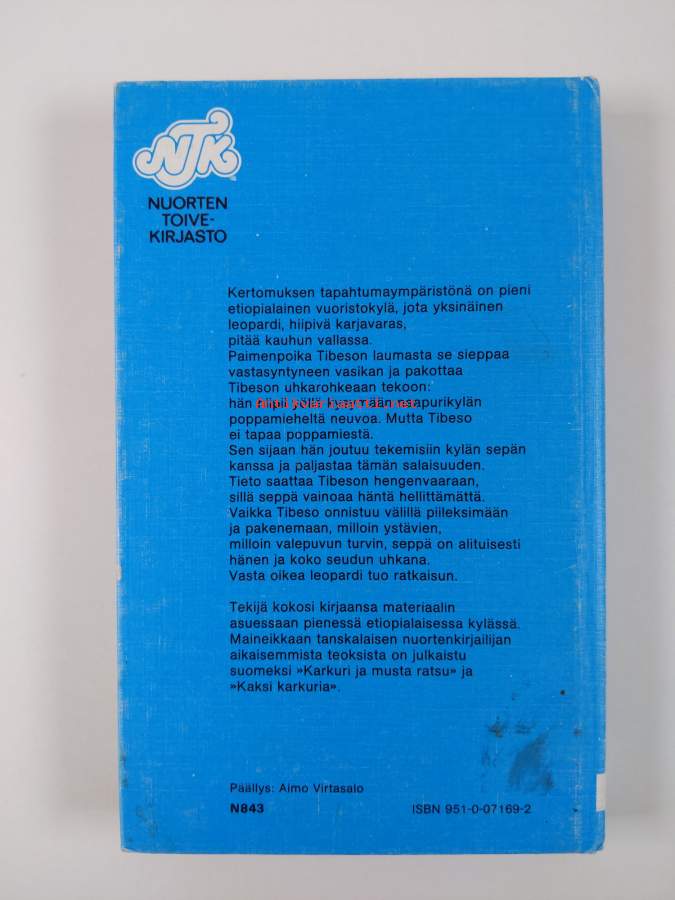 NTK
NUORTEN
TOIVE-
KIRJASTO
Kertomuksen tapahtumaympäristönä on pieni
etiopialainen vuoristokylä, jota yksinäinen
leopardi, hiipivä karjavaras,
pitää kauhun vallassa.
Paimenpoika Tibeson laumasta se sieppaa
vastasyntyneen vasikan ja pakottaa
Tibeson uhkarohkeaan tekoon:
hän yöllä naapurikylän
poppamieheltä neuvoa. Mutta Tibeso
ei tapaa poppamiestä.
Sen sijaan hän joutuu tekemisiin kylän sepän
kanssa ja paljastaa tämän salaisuuden.
Tieto saattaa Tibeson hengenvaaraan,
sillä seppä vainoaa häntä hellittämättä.
Vaikka Tibeso onnistuu välillä piileksimään
ja pakenemaan, milloin ystävien,
milloin valepuvun turvin, seppä on alituisesti
hänen ja koko seudun uhkana.
Vasta oikea leopardi tuo ratkaisun.
Tekijä kokosi kirjaansa materiaalin
asuessaan pienessä etiopialaisessa kylässä.
Maineikkaan tanskalaisen nuortenkirjailijan
aikaisemmista teoksista on julkaistu
suomeksi »Karkuri ja musta ratsu» ja
»Kaksi karkuria».
Päällys: Aimo Virtasalo
N843 ISBN 951-0-07169-2